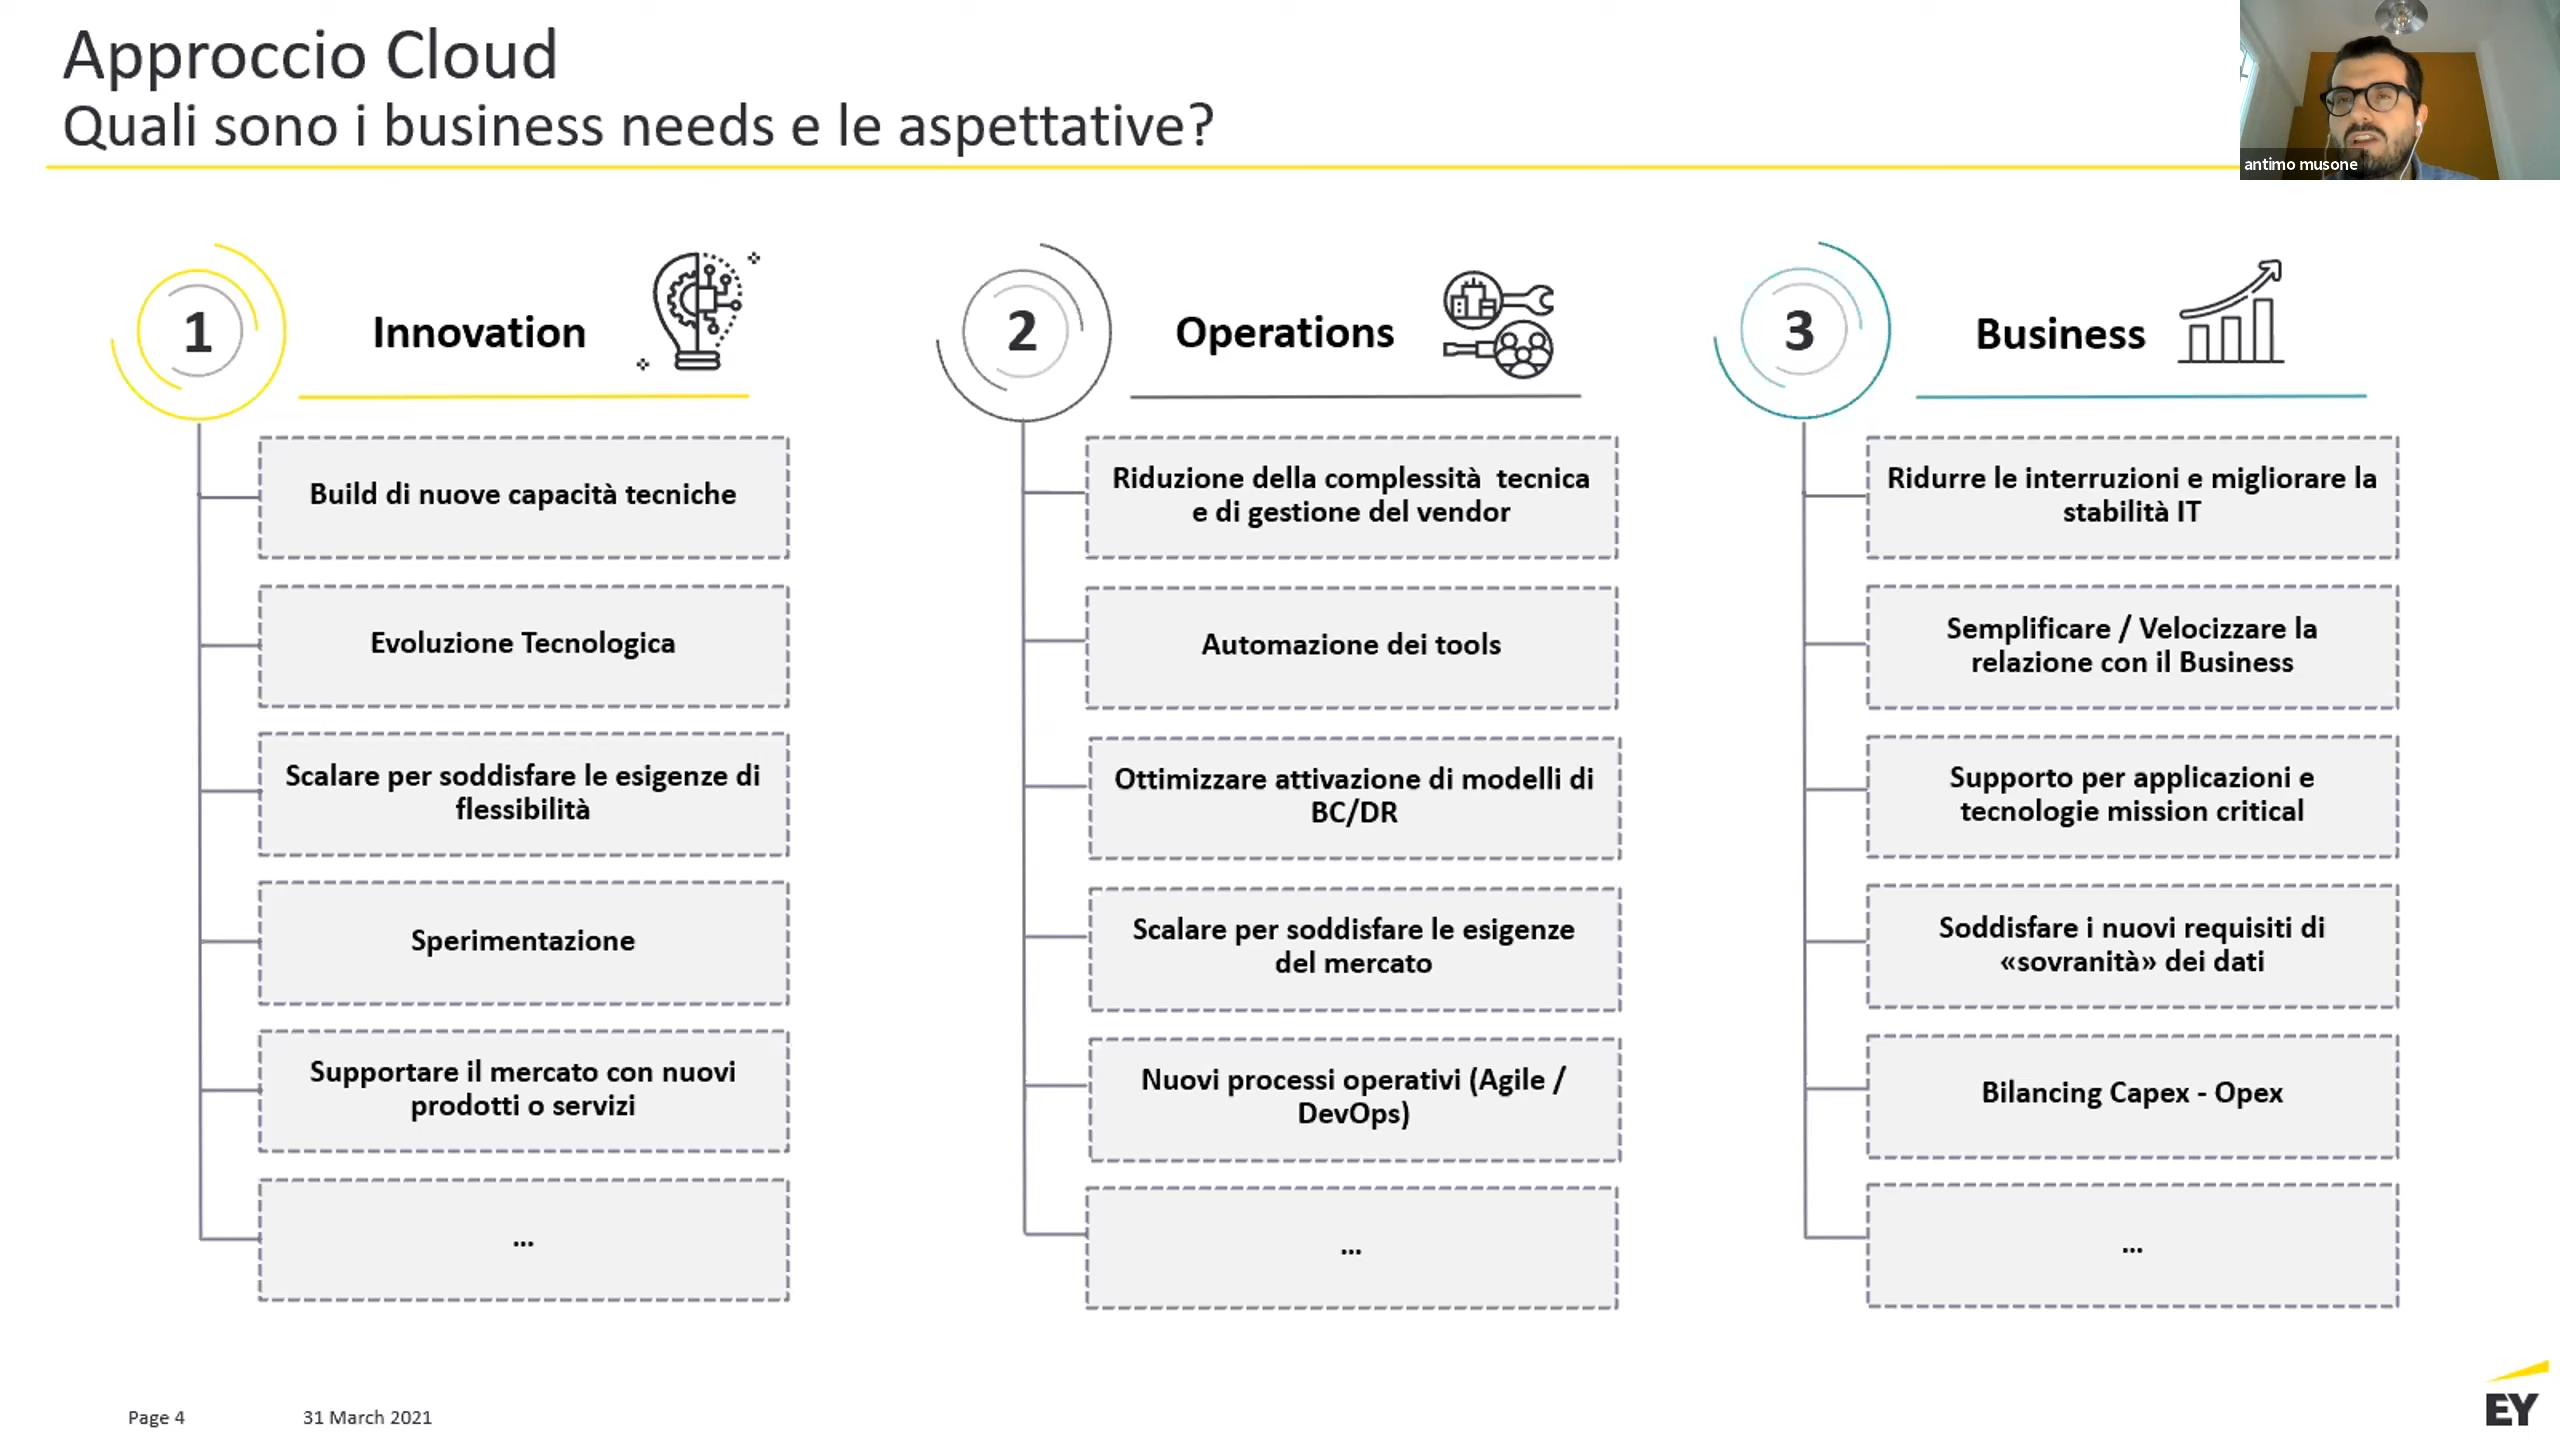 Approccio Cloud
Quali sono i business needs e le aspettative?
antimo musone
1
Innovation
Build di nuove capacità tecniche
Evoluzione Tecnologica
Scalare per soddisfare le esigenze di
flessibilità
Sperimentazione
Supportare il mercato con nuovi
prodotti o servizi
...
2
Operations
Riduzione della complessità  tecnica
e di gestione del vendor
Automazione dei tools
Ottimizzare attivazione di modelli di
BC/DR
Scalare per soddisfare le esigenze
del mercato
Nuovi processi operativi (Agile /
DevOps)
...
3
Business
Ridurre le interruzioni e migliorare la
stabilità IT
Semplificare / Velocizzare la
relazione con il Business
Supporto per applicazioni e
tecnologie mission critical
Soddisfare i nuovi requisiti di
«sovranità» dei dati
Bilancing Capex - Opex
...
Page 4
31 March 2021
EY